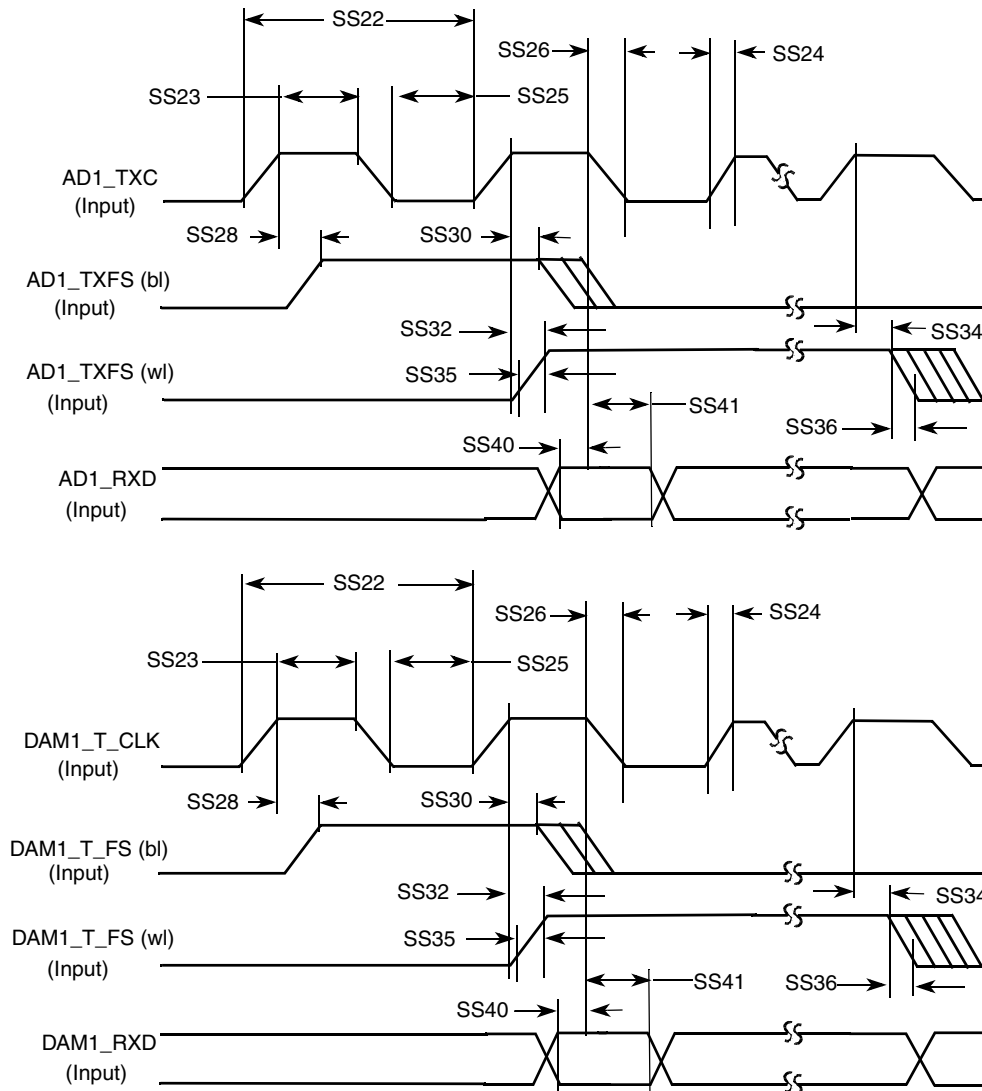 SS22
SS26
SS24
SS23
SS25
AD1_TXC
(Input)
SS28
SS30
AD1_TXFS (bl)
(Input)
SS32
SS34
AD1_TXFS (wl)
(Input)
SS35
SS41
SS36
SS40
AD1_RXD
(Input)
SS22
SS26
SS24
SS23
SS25
DAM1_T_CLK
(Input)
SS28
SS30
DAM1_T_FS (bl)
(Input)
SS32
SS34
DAM1_T_FS (wl)
(Input)
SS35
SS41
SS36
SS40
DAM1_RXD
(Input)